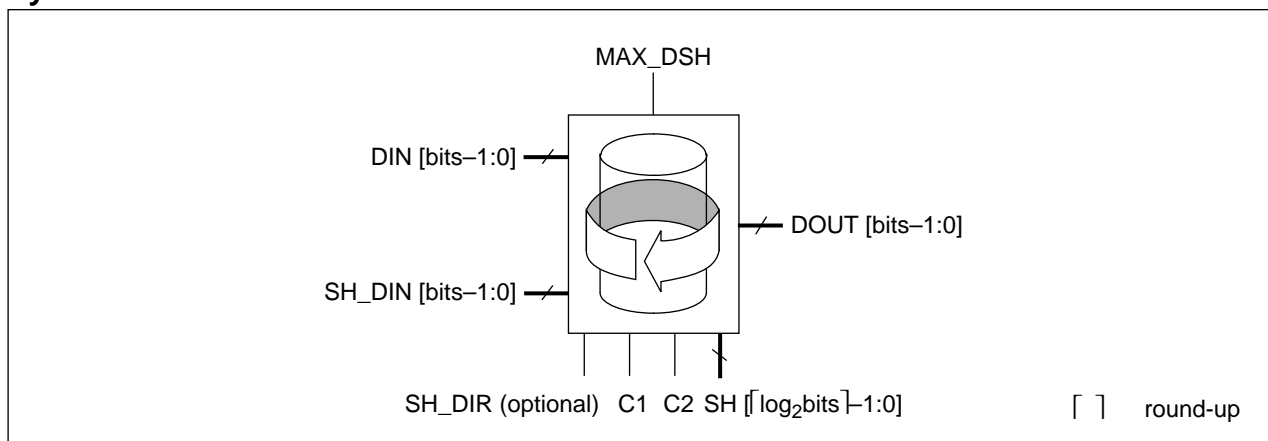 MAX_DSH
DIN [bits–1:0]
DOUT [bits–1:0]
SH_DIN [bits–1:0]
SH_DIR (optional) C1 C2 SH [⌈log₂bits⌉–1:0]
⌈ ⌉ round-up